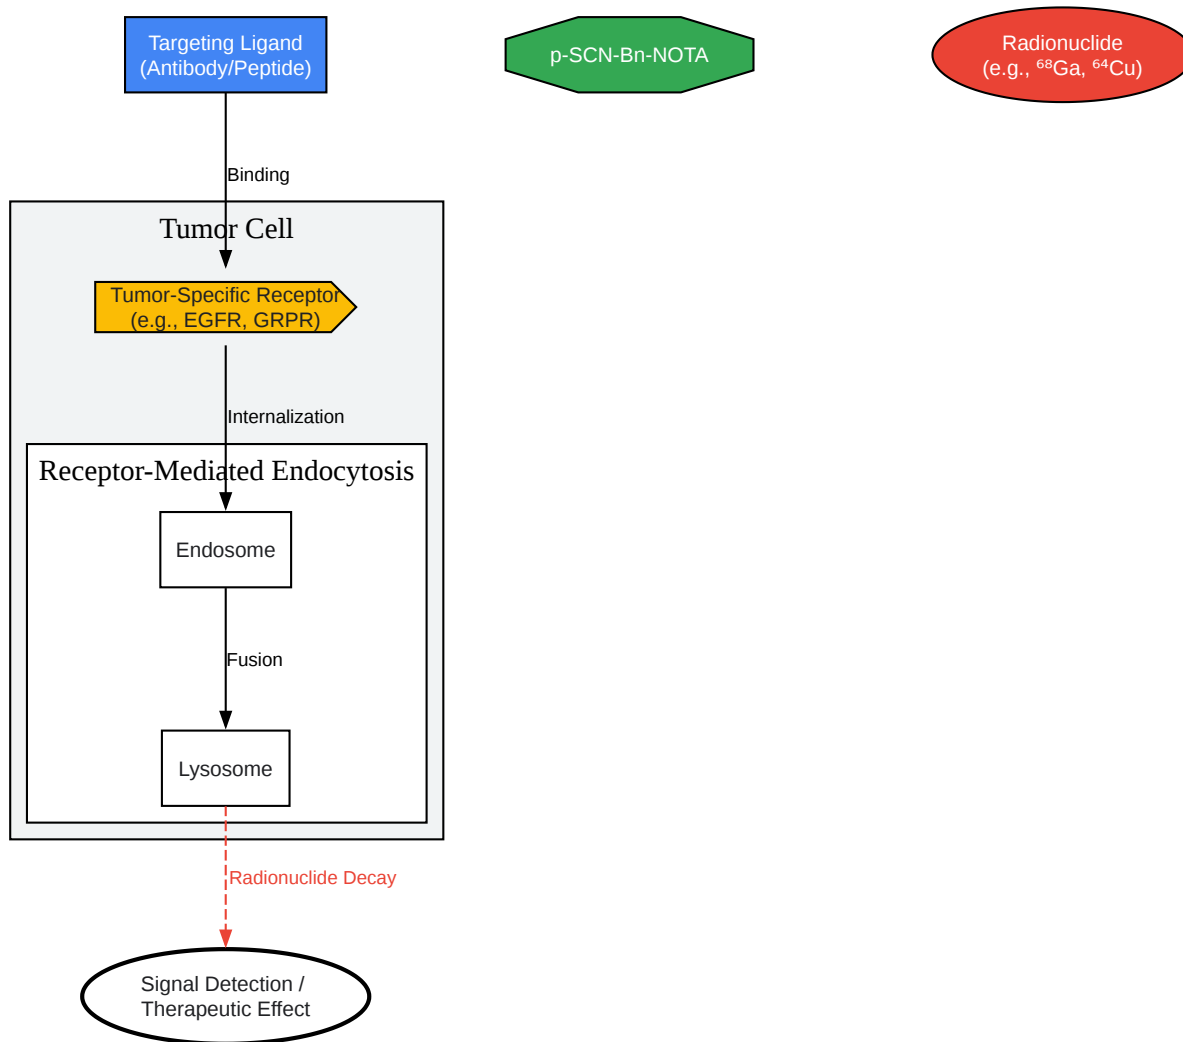 Targeting Ligand
(Antibody/Peptide)
p-SCN-Bn-NOTA
Radionuclide
(e.g., ⁶⁸Ga, ⁶⁴Cu)
Binding
Tumor Cell
Tumor-Specific Receptor
(e.g., EGFR, GRPR)
Internalization
Receptor-Mediated Endocytosis
Endosome
Fusion
Lysosome
Radionuclide Decay
Signal Detection /
Therapeutic Effect